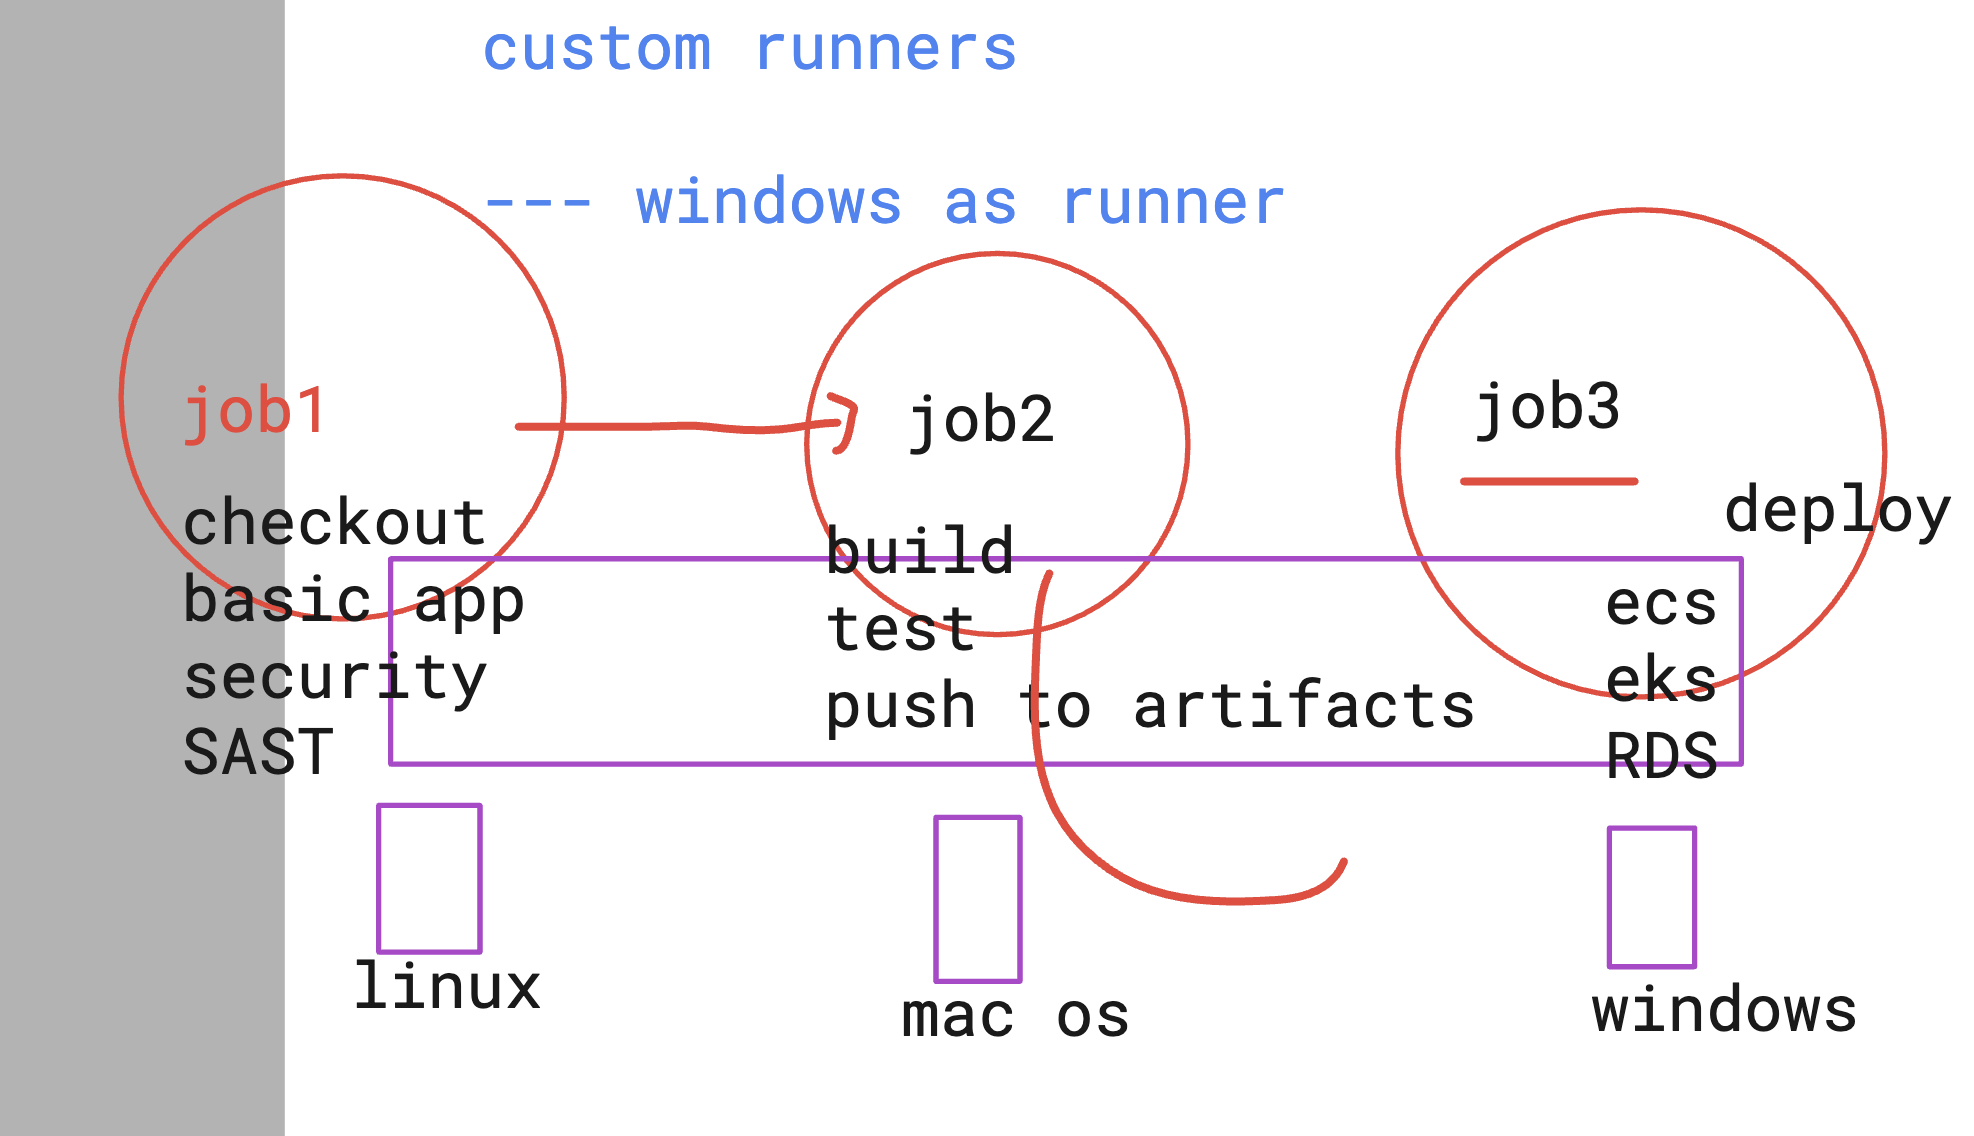 custom runners
--- windows as runner
job1
checkout
basic app
security
SAST
job2
build
test
push to artifacts
job3
deploy
ecs
eks
RDS
linux
mac os
windows